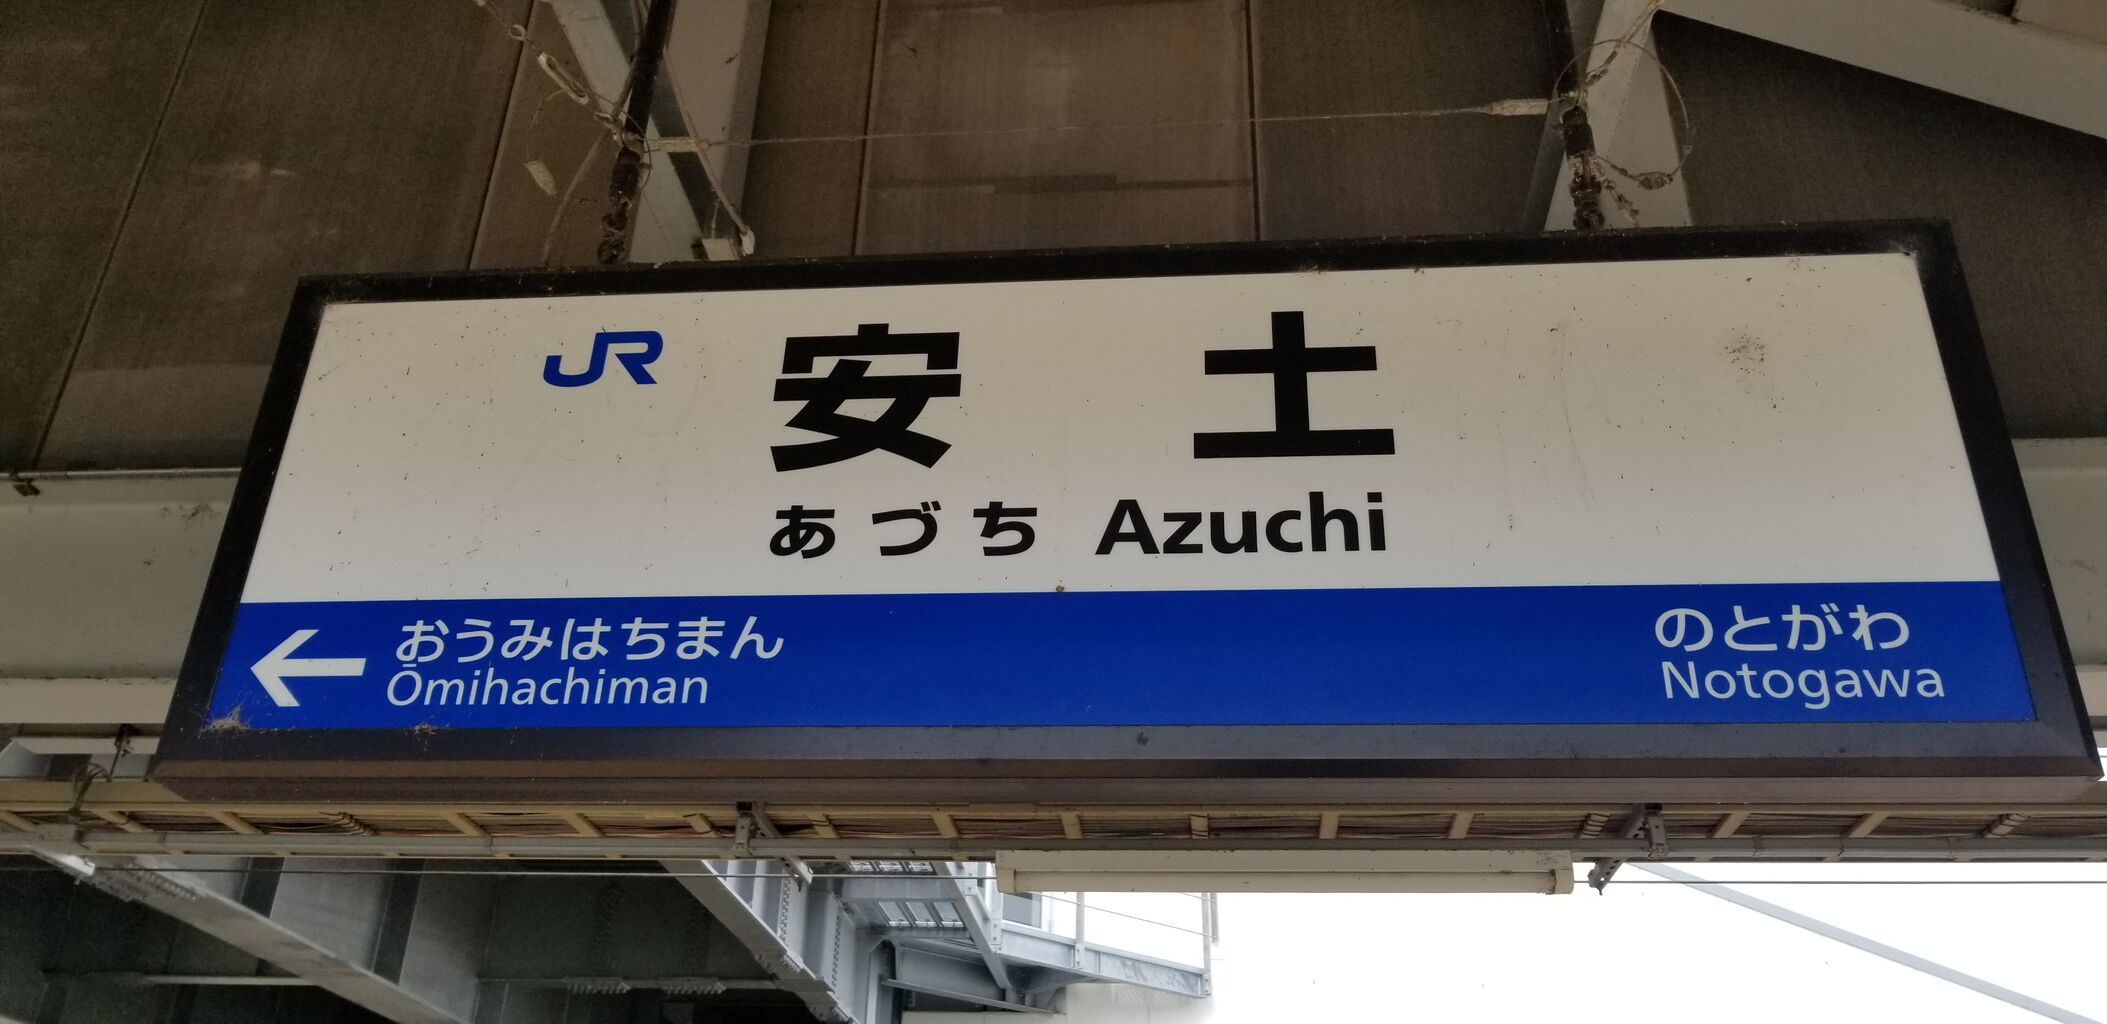 JR 安土
あづち Azuchi
← おうみはちまん
Ōmihachiman
のとがわ
Notogawa